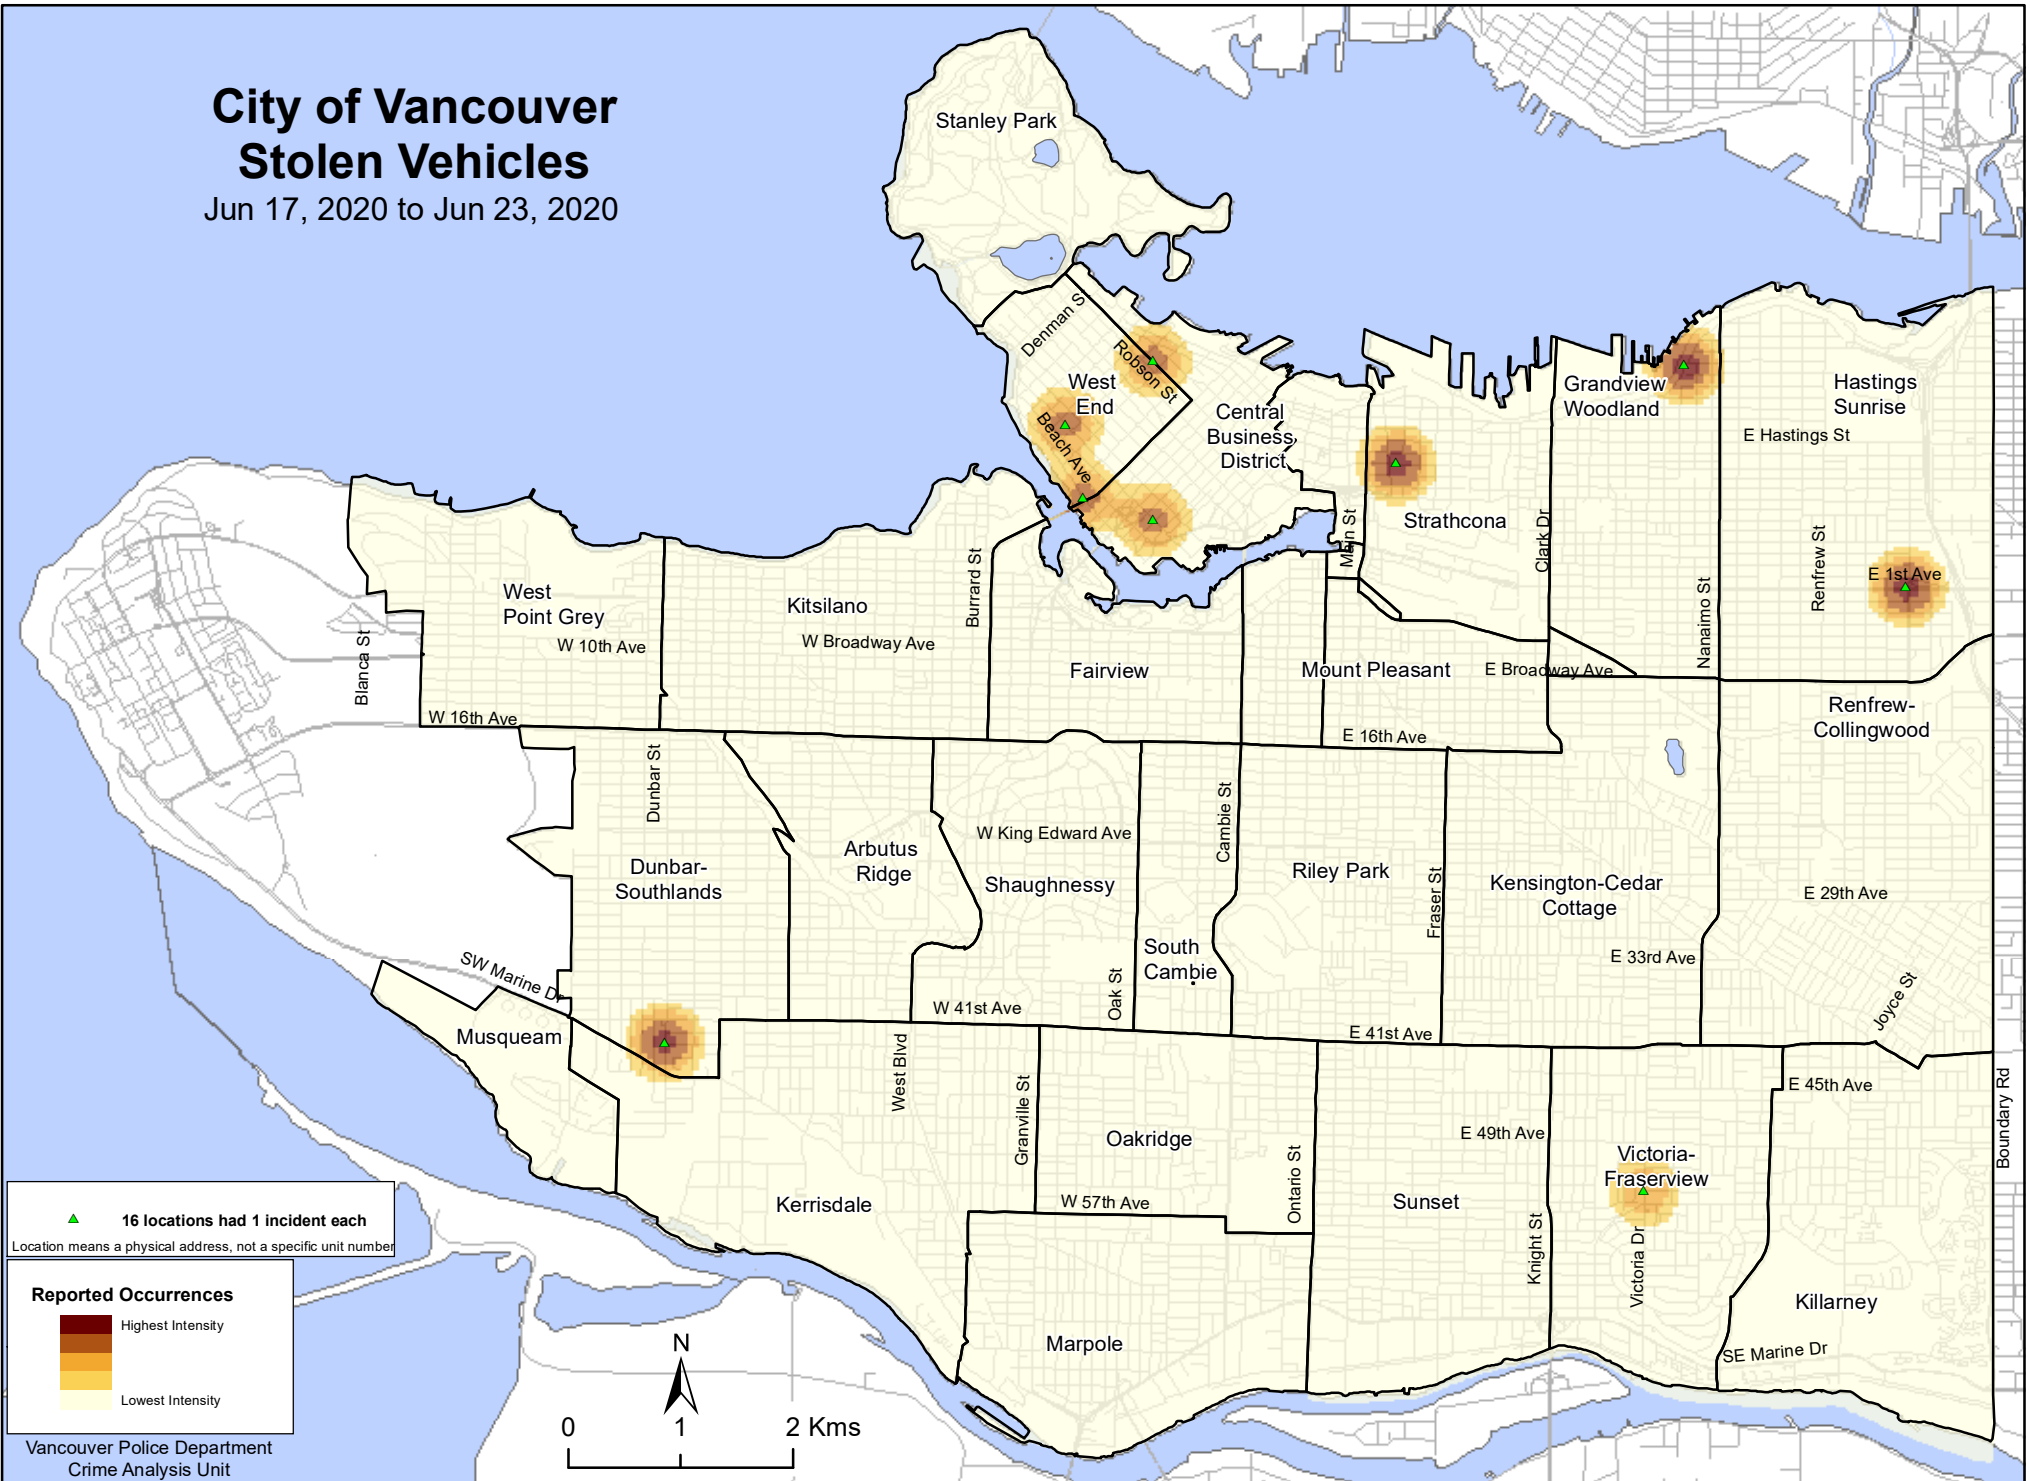 City of Vancouver
Stolen Vehicles
Jun 17, 2020 to Jun 23, 2020
Stanley Park
Denman S
Robson St
West
End
Beach Ave
Central
Business
District
Grandview
Woodland
Hastings
Sunrise
E Hastings St
Strathcona
Main St
Clark Dr
Nanaimo St
Renfrew St
E 1st Ave
West
Point Grey
W 10th Ave
Kitsilano
W Broadway Ave
Burrard St
Blanca St
W 16th Ave
Fairview
Mount Pleasant
E Broadway Ave
E 16th Ave
Renfrew-
Collingwood
Dunbar St
Dunbar-
Southlands
Arbutus
Ridge
W King Edward Ave
Shaughnessy
Cambie St
Riley Park
Fraser St
Kensington-Cedar
Cottage
E 29th Ave
E 33rd Ave
South
Cambie
Oak St
W 41st Ave
E 41st Ave
Joyce St
SW Marine Dr
Musqueam
West Blvd
Granville St
Oakridge
W 57th Ave
Ontario St
Kerrisdale
Sunset
E 49th Ave
Knight St
Victoria-
Fraserview
Victoria Dr
E 45th Ave
Boundary Rd
Killarney
SE Marine Dr
Marpole
16 locations had 1 incident each
Location means a physical address, not a specific unit number
Reported Occurrences
Highest Intensity
Lowest Intensity
Vancouver Police Department
Crime Analysis Unit
N
0 1 2 Kms